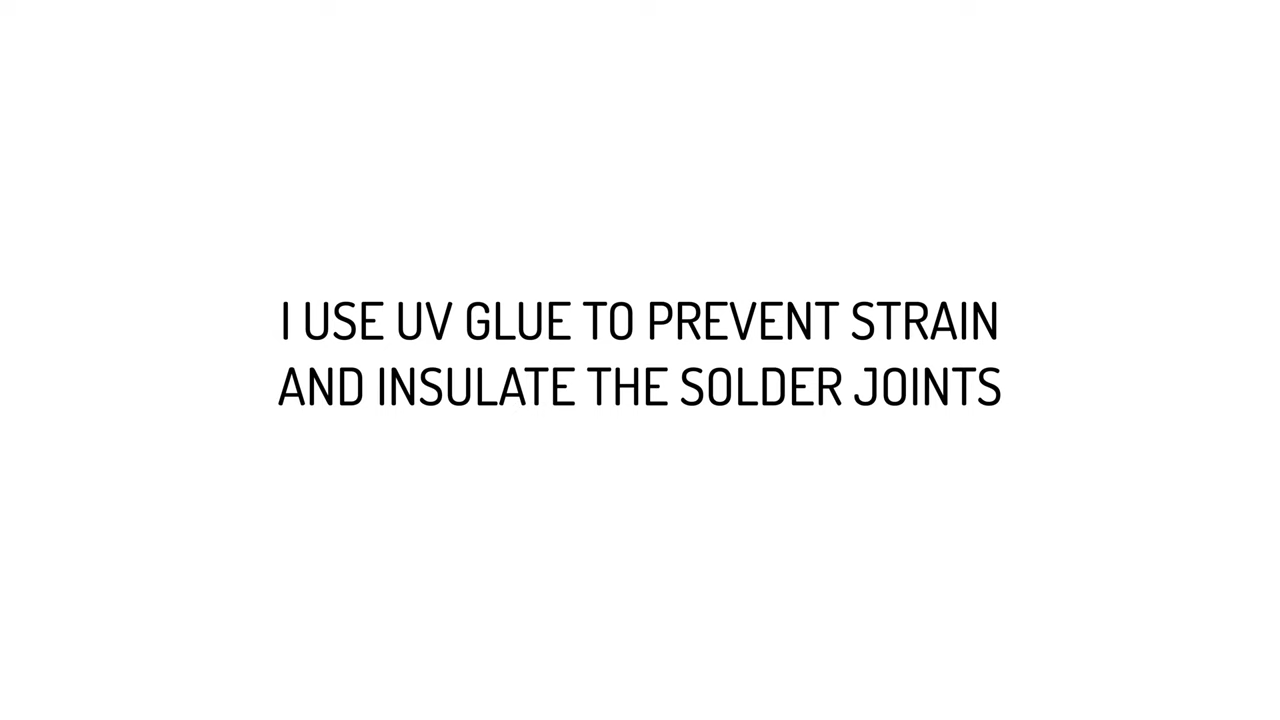 I USE UV GLUE TO PREVENT STRAIN
AND INSULATE THE SOLDER JOINTS